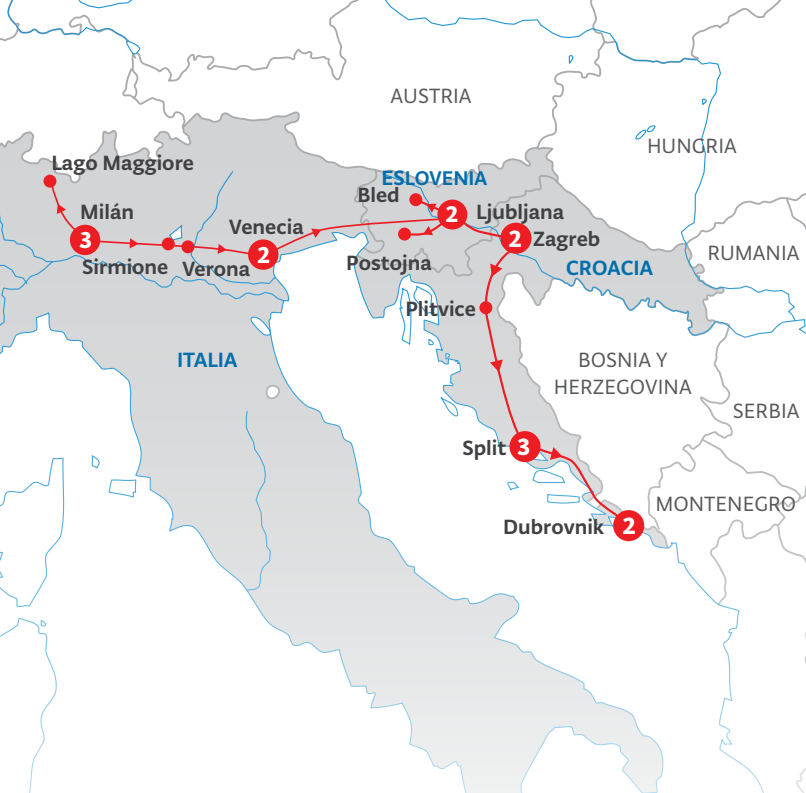 AUSTRIA
HUNGRIA
Lago Maggiore
ESLOVENIA
Bled
Milán
3
2
Ljubljana
Venecia
2
Zagreb
2
Sirmione
Verona
Postojna
CROACIA
RUMANIA
Plitvice
ITALIA
BOSNIA Y
HERZEGOVINA
SERBIA
Split
3
MONTENEGRO
Dubrovnik
2